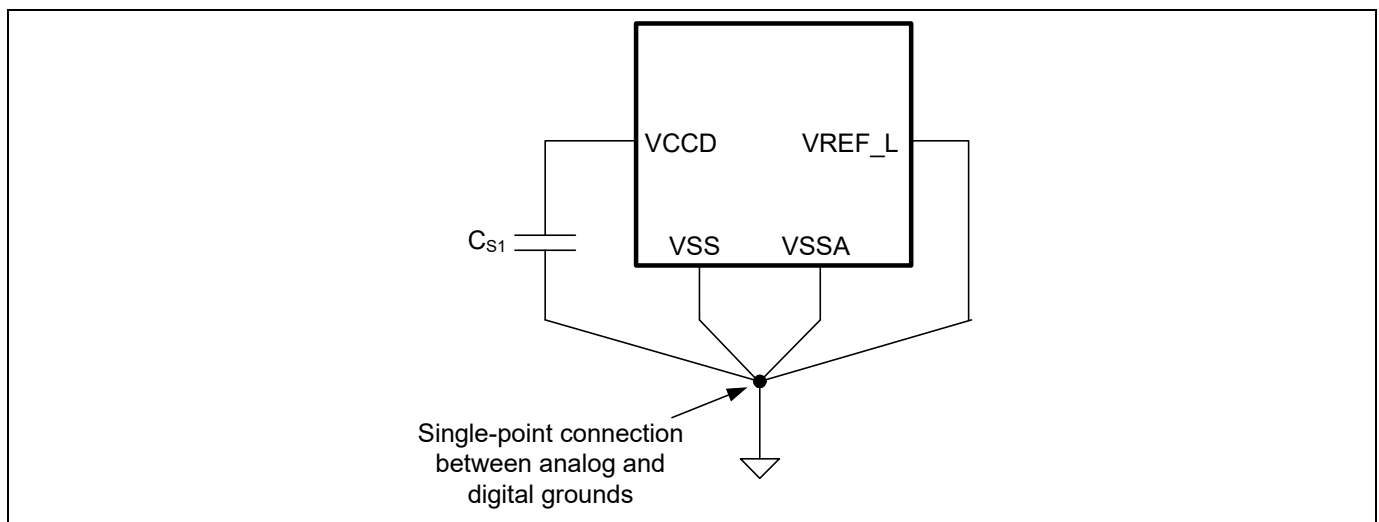 VCCD
VREF_L
CS1
VSS
VSSA
Single-point connection
between analog and
digital grounds